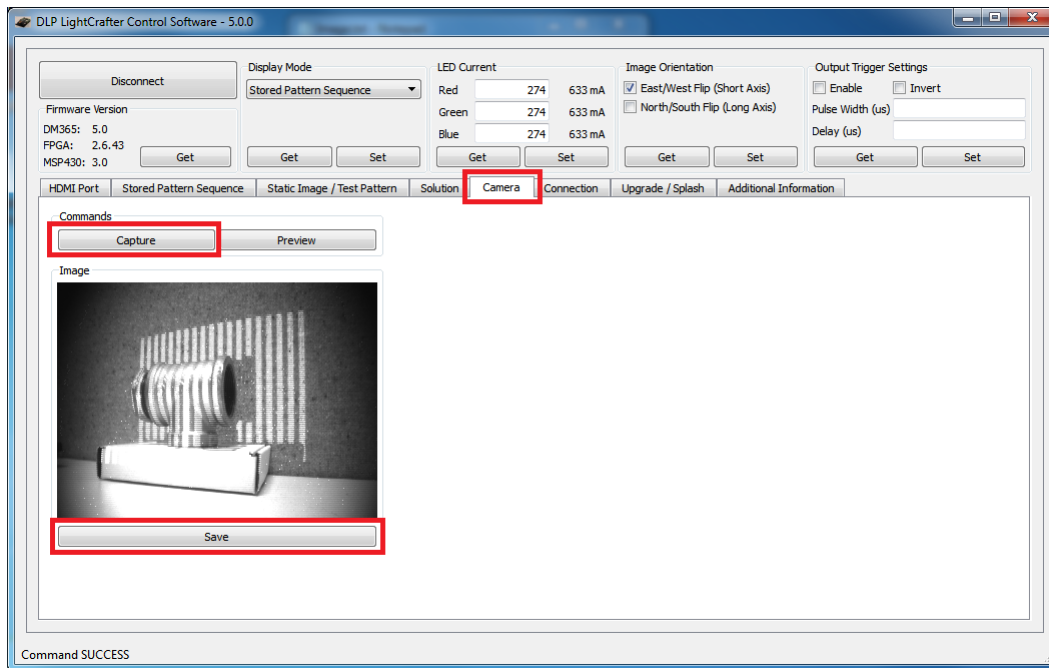 DLP LightCrafter Control Software - 5.0.0
Disconnect
Firmware Version
DM365: 5.0
FPGA: 2.6.43
MSP430: 3.0
Get
Display Mode
Stored Pattern Sequence
Get Set
LED Current
Red 274 633 mA
Green 274 633 mA
Blue 274 633 mA
Get Set
Image Orientation
East/West Flip (Short Axis)
North/South Flip (Long Axis)
Get Set
Output Trigger Settings
Enable Invert
Pulse Width (us)
Delay (us)
Get Set
HDMI Port Stored Pattern Sequence Static Image / Test Pattern Solution Camera Connection Upgrade / Splash Additional Information
Commands
Capture Preview
Image
Save
Command SUCCESS